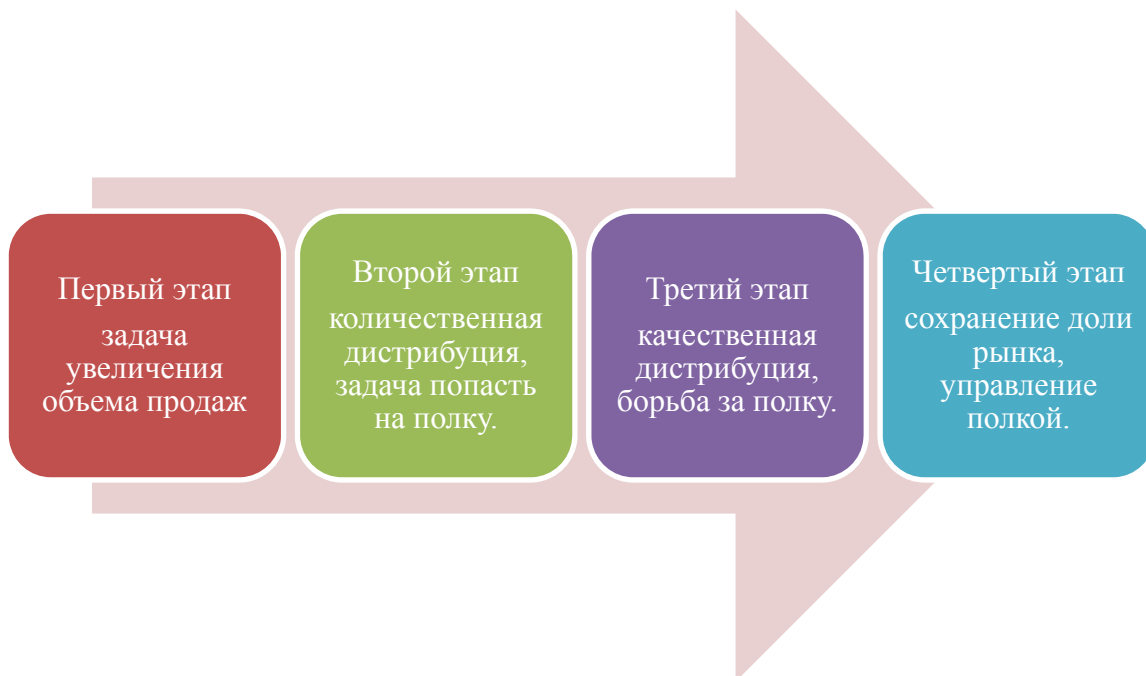 Первый этап
задача
увеличения
объема продаж
Второй этап
количественная
дистрибуция,
задача попасть
на полку.
Третий этап
качественная
дистрибуция,
борьба за полку.
Четвертый этап
сохранение доли
рынка,
управление
полкой.